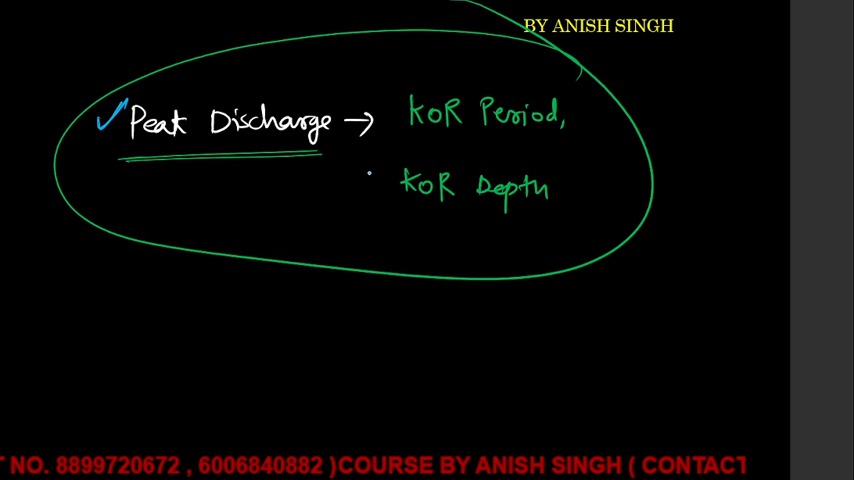 BY ANISH SINGH
Peak Discharge → KOR Period,
KOR Depth
T NO. 8899720672 , 6006840882 )COURSE BY ANISH SINGH ( CONTACT